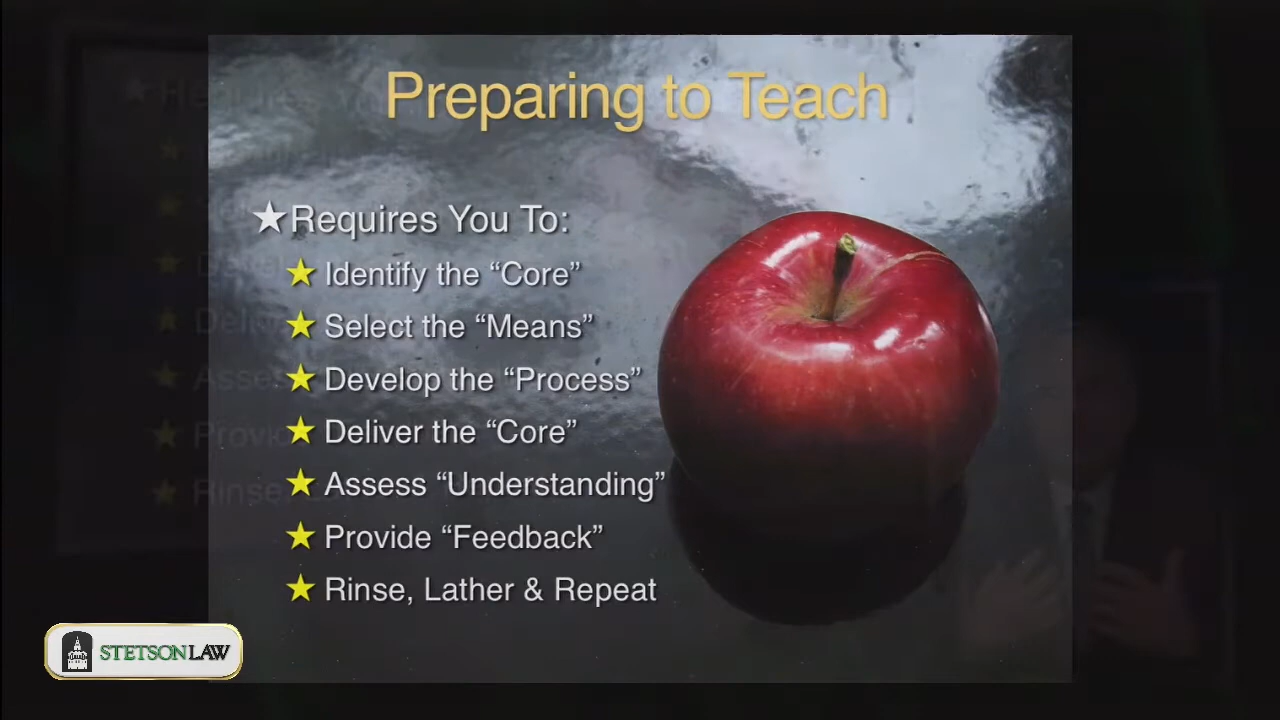 Preparing to Teach
Requires You To:
Identify the “Core”
Select the “Means”
Develop the “Process”
Deliver the “Core”
Assess “Understanding”
Provide “Feedback”
Rinse, Lather & Repeat
STETSON LAW